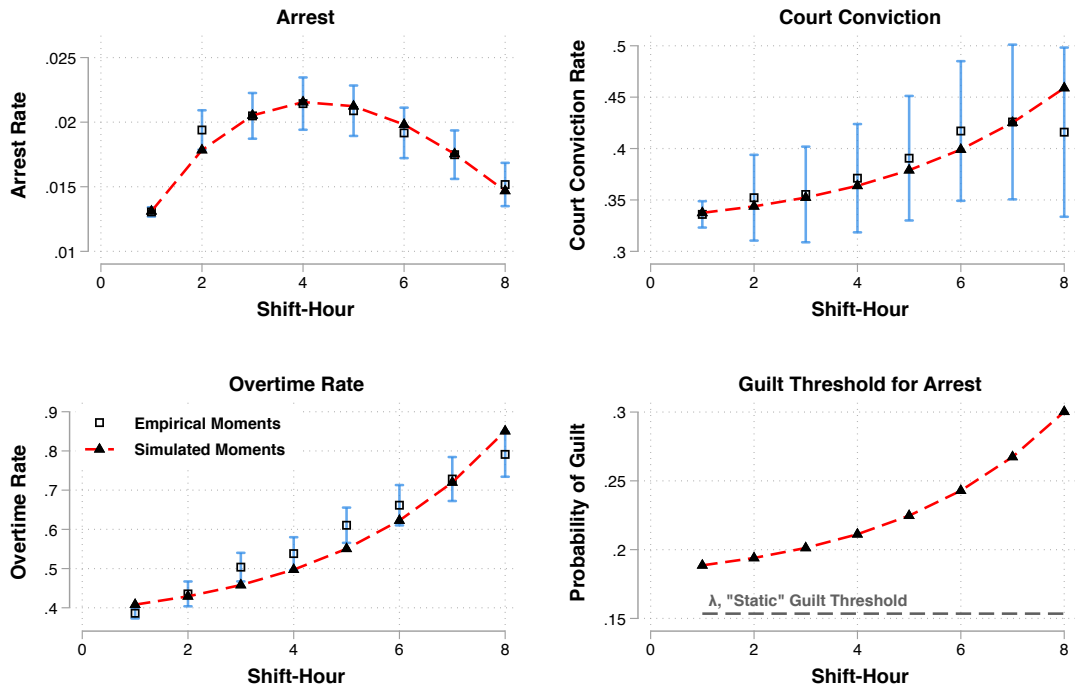 Arrest
Arrest Rate
.025
.02
.015
.01
0 2 4 6 8
Shift-Hour
Court Conviction
Court Conviction Rate
.5
.45
.4
.35
.3
0 2 4 6 8
Shift-Hour
Overtime Rate
Overtime Rate
.9
.8
.7
.6
.5
.4
Empirical Moments
Simulated Moments
0 2 4 6 8
Shift-Hour
Guilt Threshold for Arrest
Probability of Guilt
.3
.25
.2
.15
λ, "Static" Guilt Threshold
0 2 4 6 8
Shift-Hour